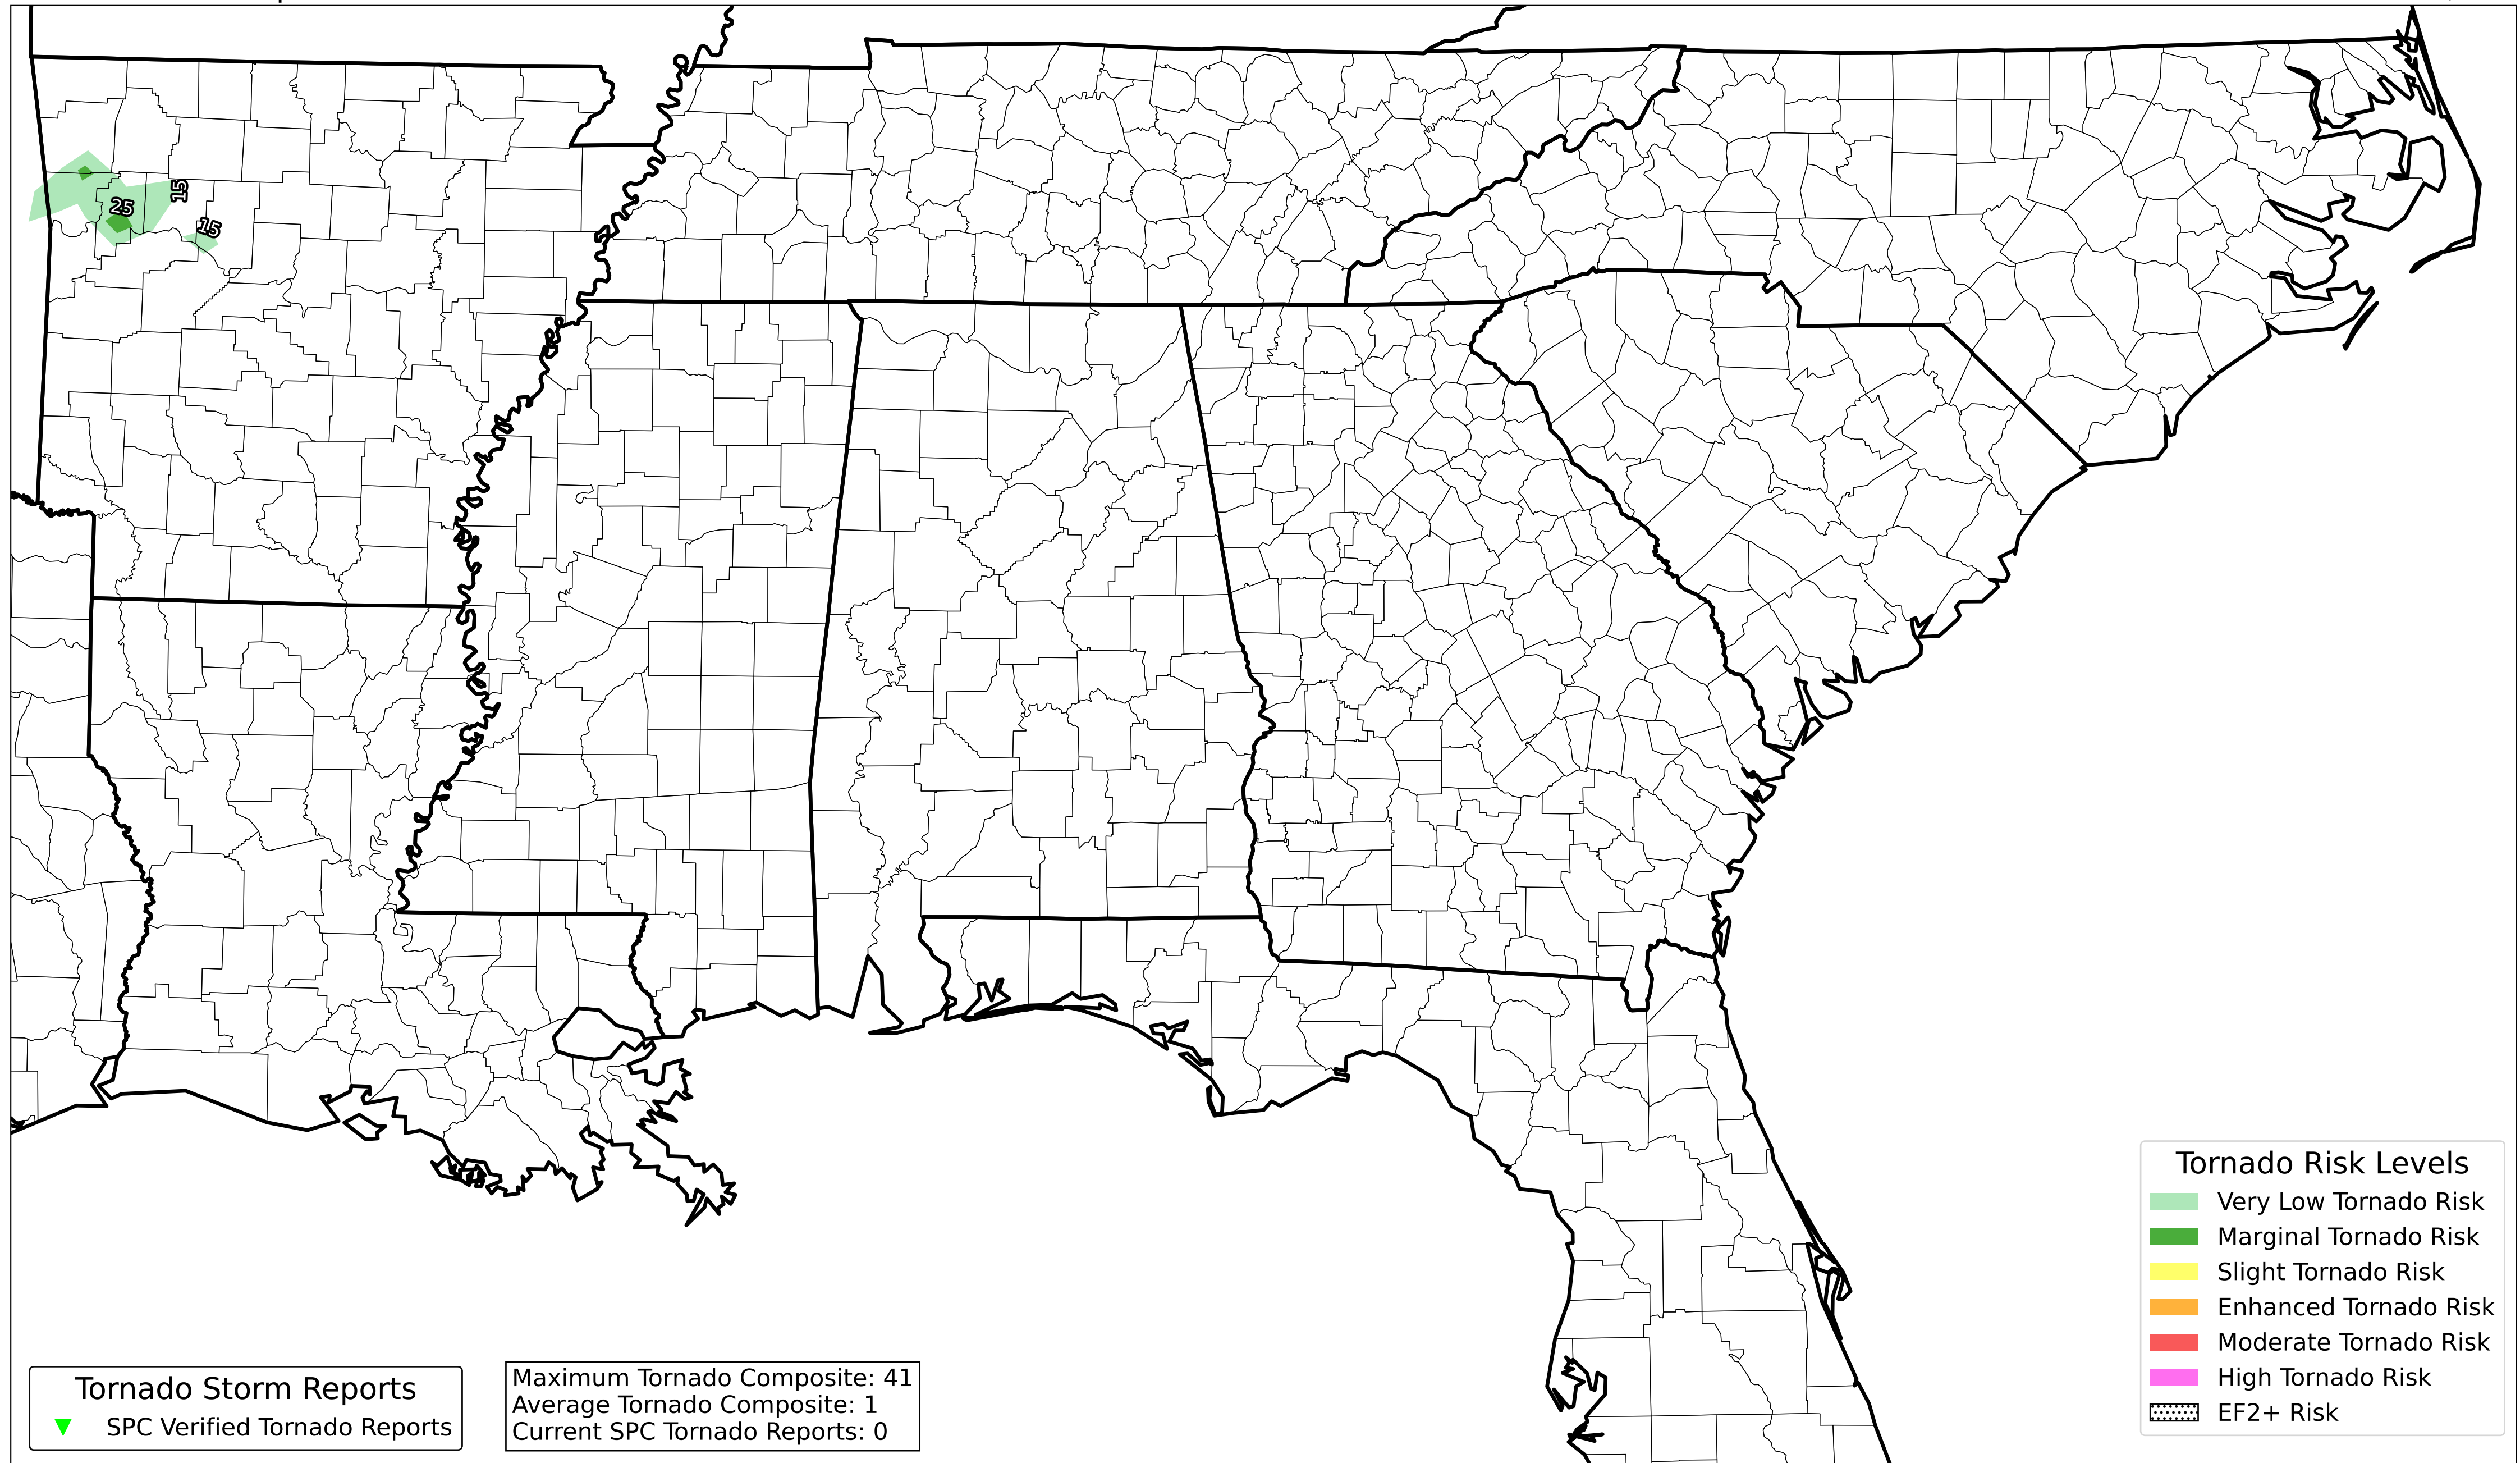 15
25
15
Tornado Risk Levels
Very Low Tornado Risk
Marginal Tornado Risk
Slight Tornado Risk
Enhanced Tornado Risk
Moderate Tornado Risk
High Tornado Risk
EF2+ Risk
Tornado Storm Reports
SPC Verified Tornado Reports
Maximum Tornado Composite: 41
Average Tornado Composite: 1
Current SPC Tornado Reports: 0